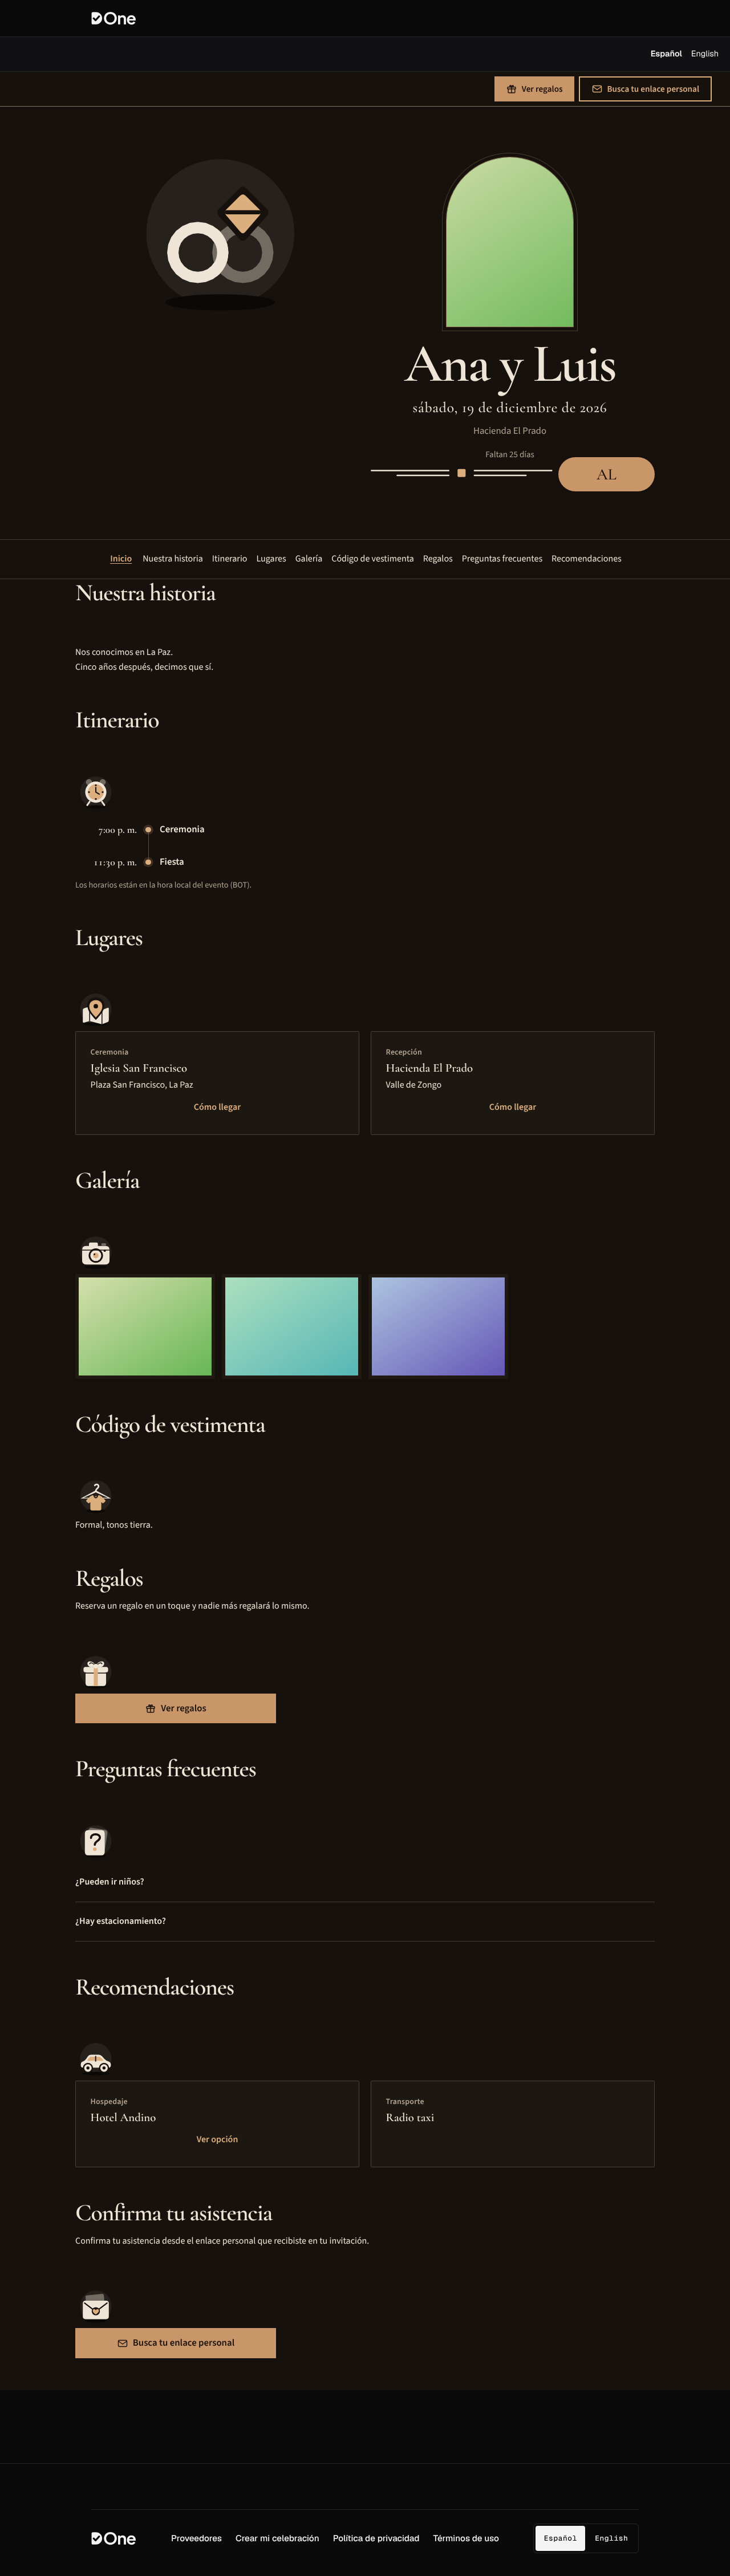 DOne
Español English
Ver regalos Busca tu enlace personal
Ana y Luis
sábado, 19 de diciembre de 2026
Hacienda El Prado
Faltan 25 días
AL
Inicio Nuestra historia Itinerario Lugares Galería Código de vestimenta Regalos Preguntas frecuentes Recomendaciones
Nuestra historia
Nos conocimos en La Paz.
Cinco años después, decimos que sí.
Itinerario
7:00 p. m. Ceremonia
11:30 p. m. Fiesta
Los horarios están en la hora local del evento (BOT).
Lugares
Ceremonia
Iglesia San Francisco
Plaza San Francisco, La Paz
Cómo llegar
Recepción
Hacienda El Prado
Valle de Zongo
Cómo llegar
Galería
Código de vestimenta
Formal, tonos tierra.
Regalos
Reserva un regalo en un toque y nadie más regalará lo mismo.
Ver regalos
Preguntas frecuentes
?
¿Pueden ir niños?
¿Hay estacionamiento?
Recomendaciones
Hospedaje
Hotel Andino
Ver opción
Transporte
Radio taxi
Confirma tu asistencia
Confirma tu asistencia desde el enlace personal que recibiste en tu invitación.
Busca tu enlace personal
DOne Proveedores Crear mi celebración Política de privacidad Términos de uso Español English